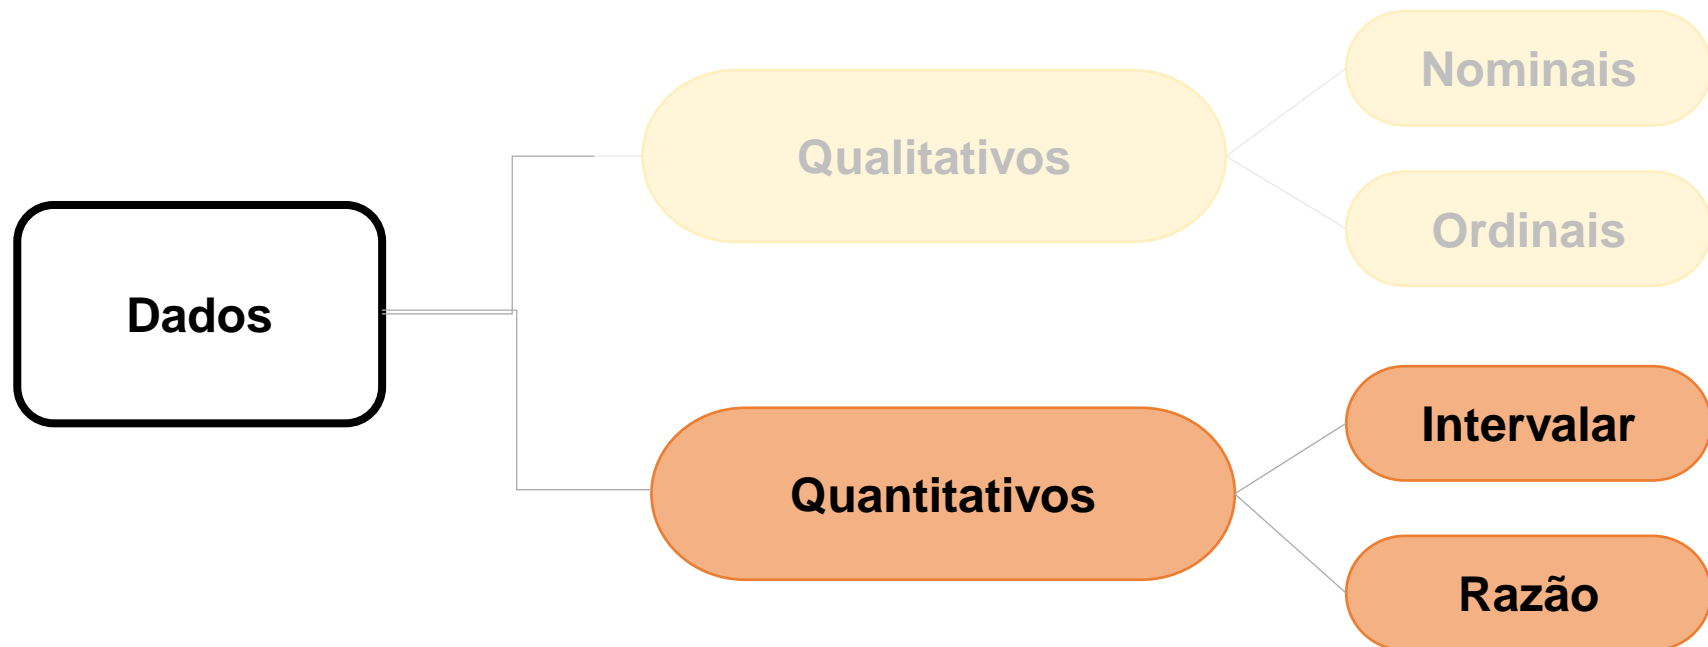 Dados
Qualitativos
Nominais
Ordinais
Quantitativos
Intervalar
Razão